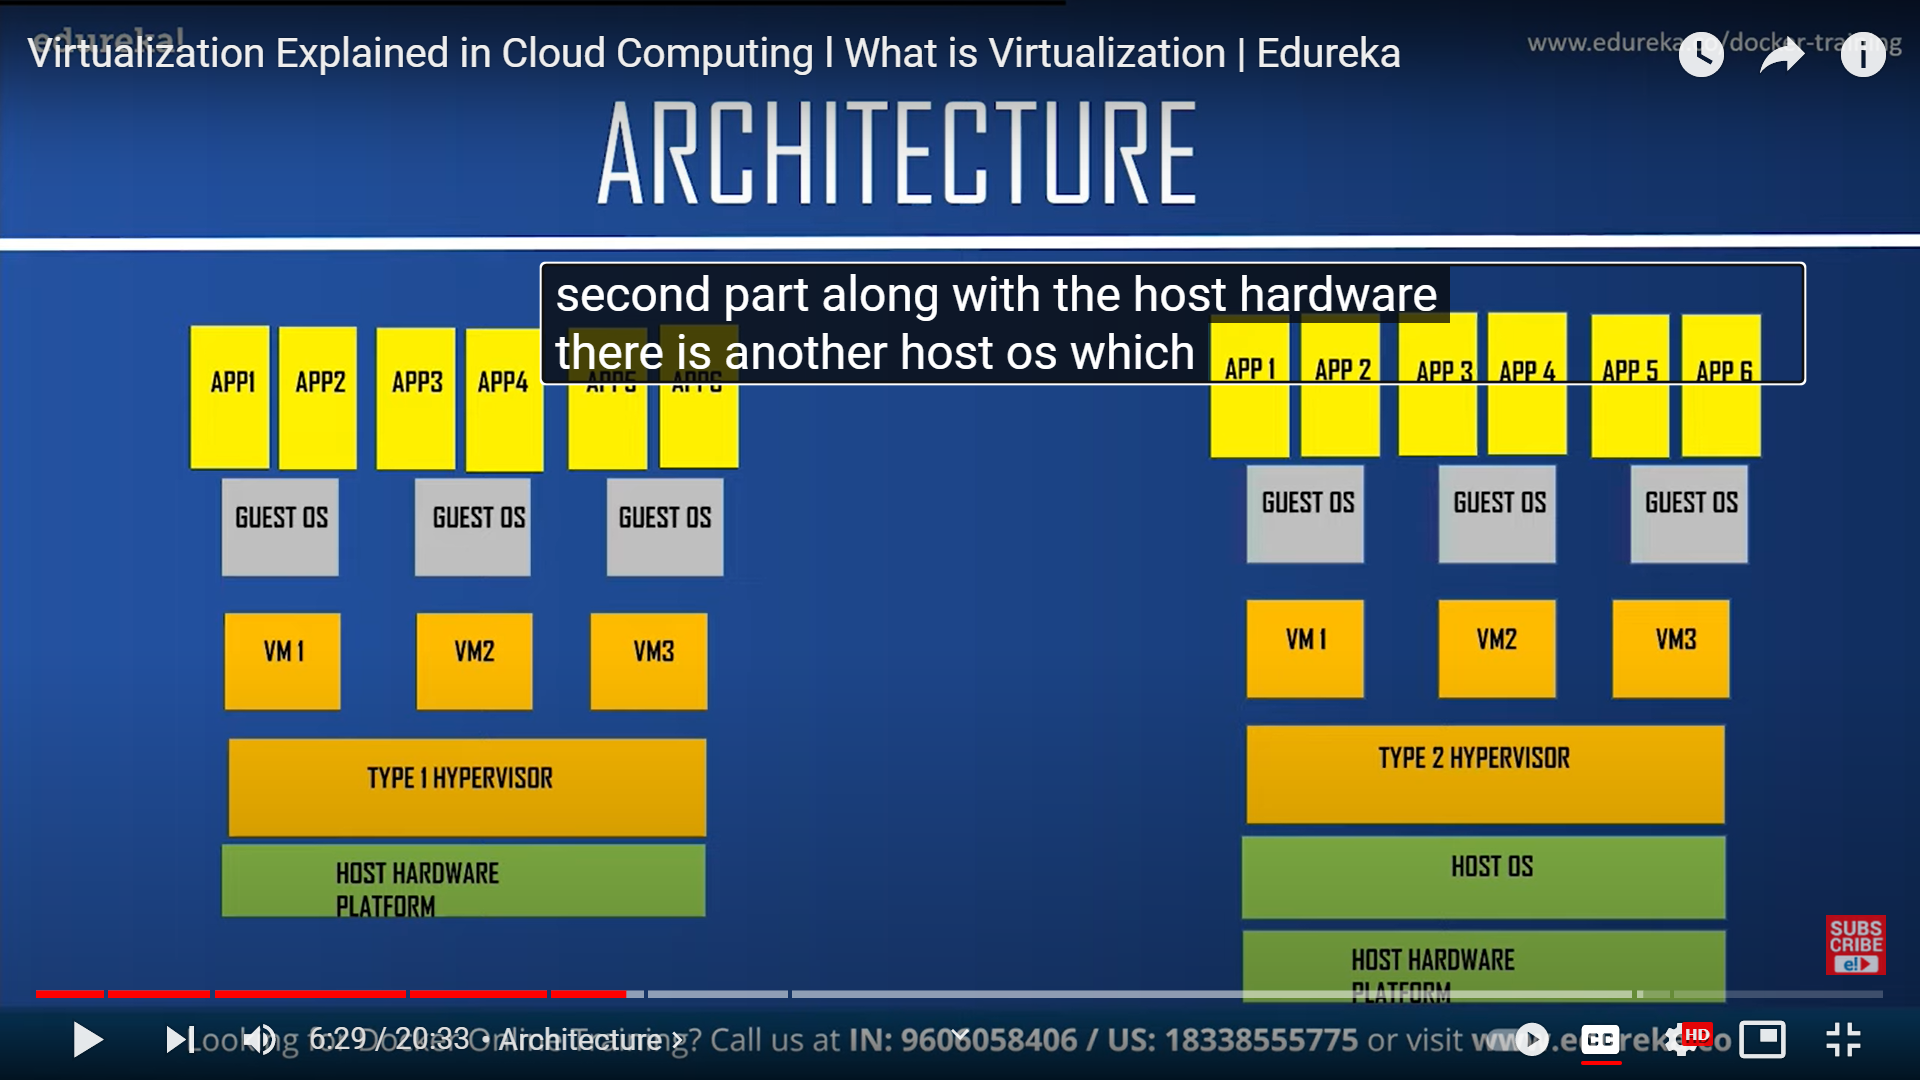 edureka!
Virtualization Explained in Cloud Computing l What is Virtualization | Edureka
www.edureka.co/docker-training
ARCHITECTURE
second part along with the host hardware
there is another host os which
APP1 APP2 APP3 APP4 APP5 APP6
APP 1 APP 2 APP 3 APP 4 APP 5 APP 6
GUEST OS GUEST OS GUEST OS
GUEST OS GUEST OS GUEST OS
VM 1 VM2 VM3
VM 1 VM2 VM3
TYPE 1 HYPERVISOR
TYPE 2 HYPERVISOR
HOST HARDWARE
PLATFORM
HOST OS
HOST HARDWARE
PLATFORM
SUBS
CRIBE
e!
6:29 / 20:33 • Architecture
Looking for Docker Online Training? Call us at IN: 9606058406 / US: 18338555775 or visit www.edureka.co
CC
HD